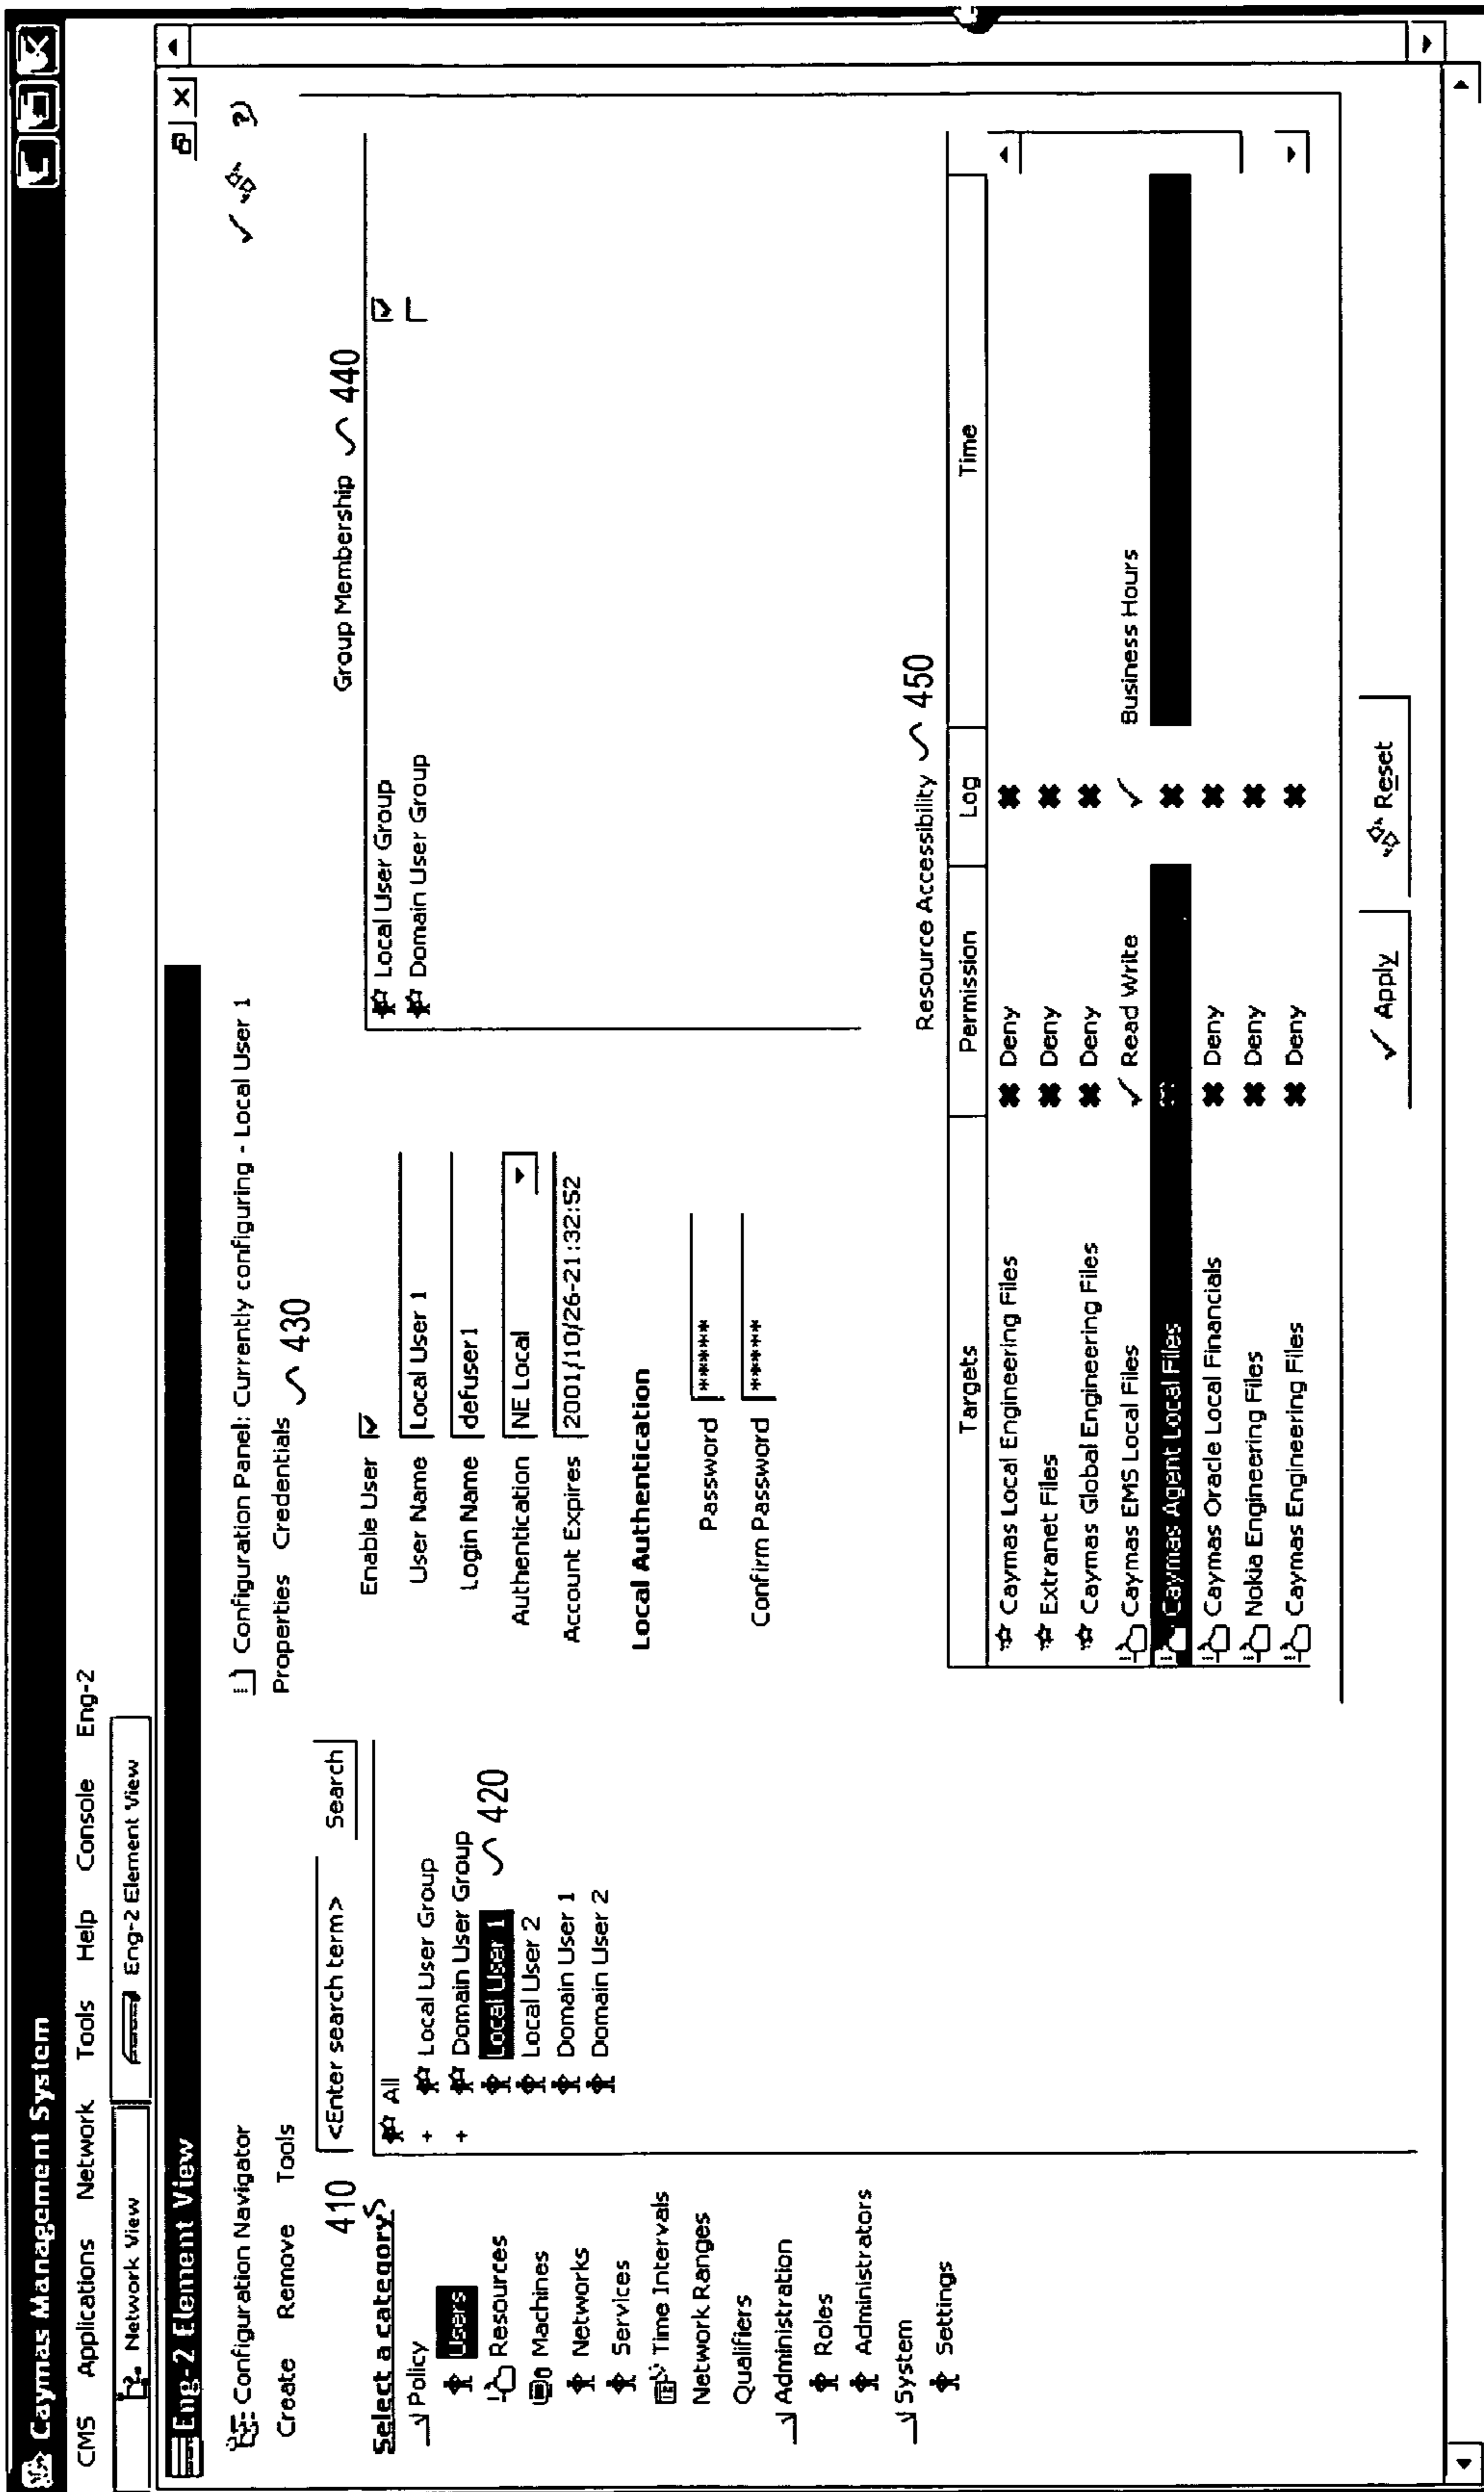 Caymas Management System
CMS Applications Network Tools Help Console Eng-2
Network View Eng-2 Element View
Eng-2 Element View
Configuration Navigator
Create Remove Tools
410
<Enter search term> Search
Select a category
Policy
Users
Resources
Machines
Networks
Services
Time Intervals
Network Ranges
Qualifiers
Administration
Roles
Administrators
System
Settings
All
+ Local User Group
+ Domain User Group
Local User 1 420
Local User 2
Domain User 1
Domain User 2
Configuration Panel: Currently configuring - Local User 1
Properties Credentials 430
Enable User
User Name Local User 1
Login Name defuser1
Authentication NE Local
Account Expires 2001/10/26-21:32:52
Local Authentication
Password *****
Confirm Password *****
Group Membership 440
Local User Group
Domain User Group
Resource Accessibility 450
Targets Permission Log Time
Caymas Local Engineering Files Deny
Extranet Files Deny
Caymas Global Engineering Files Deny
Caymas EMS Local Files Read Write Business Hours
Caymas Agent Local Files
Caymas Oracle Local Financials Deny
Nokia Engineering Files Deny
Caymas Engineering Files Deny
Apply Reset